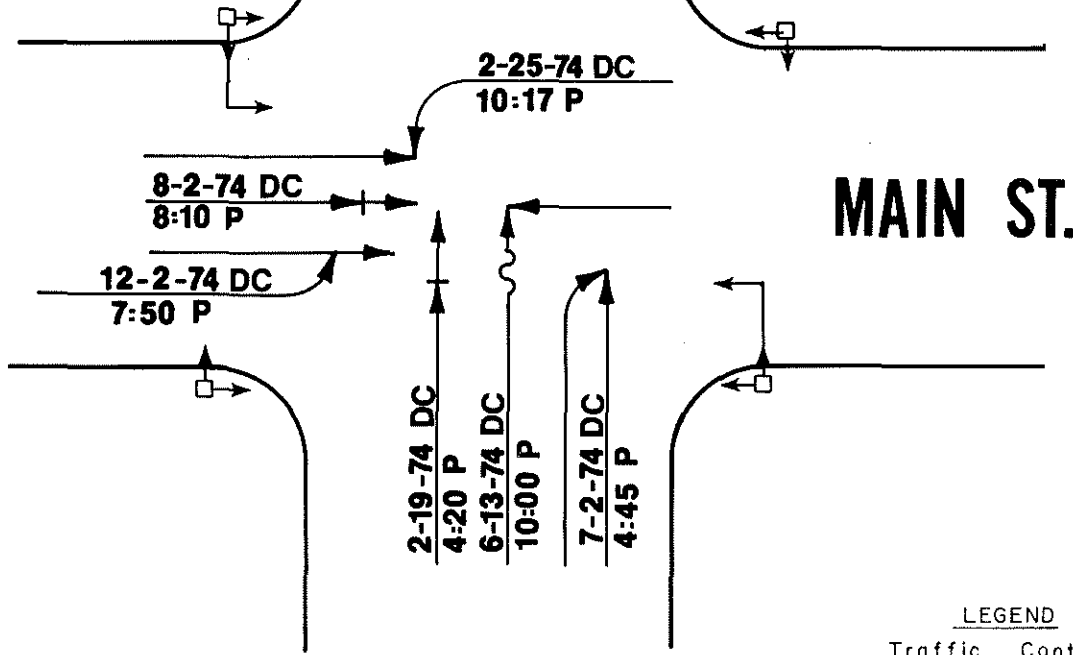 2-25-74 DC
10:17 P
8-2-74 DC
8:10 P
MAIN ST.
12-2-74 DC
7:50 P
2-19-74 DC
4:20 P
6-13-74 DC
10:00 P
7-2-74 DC
4:45 P
LEGEND
Traffic